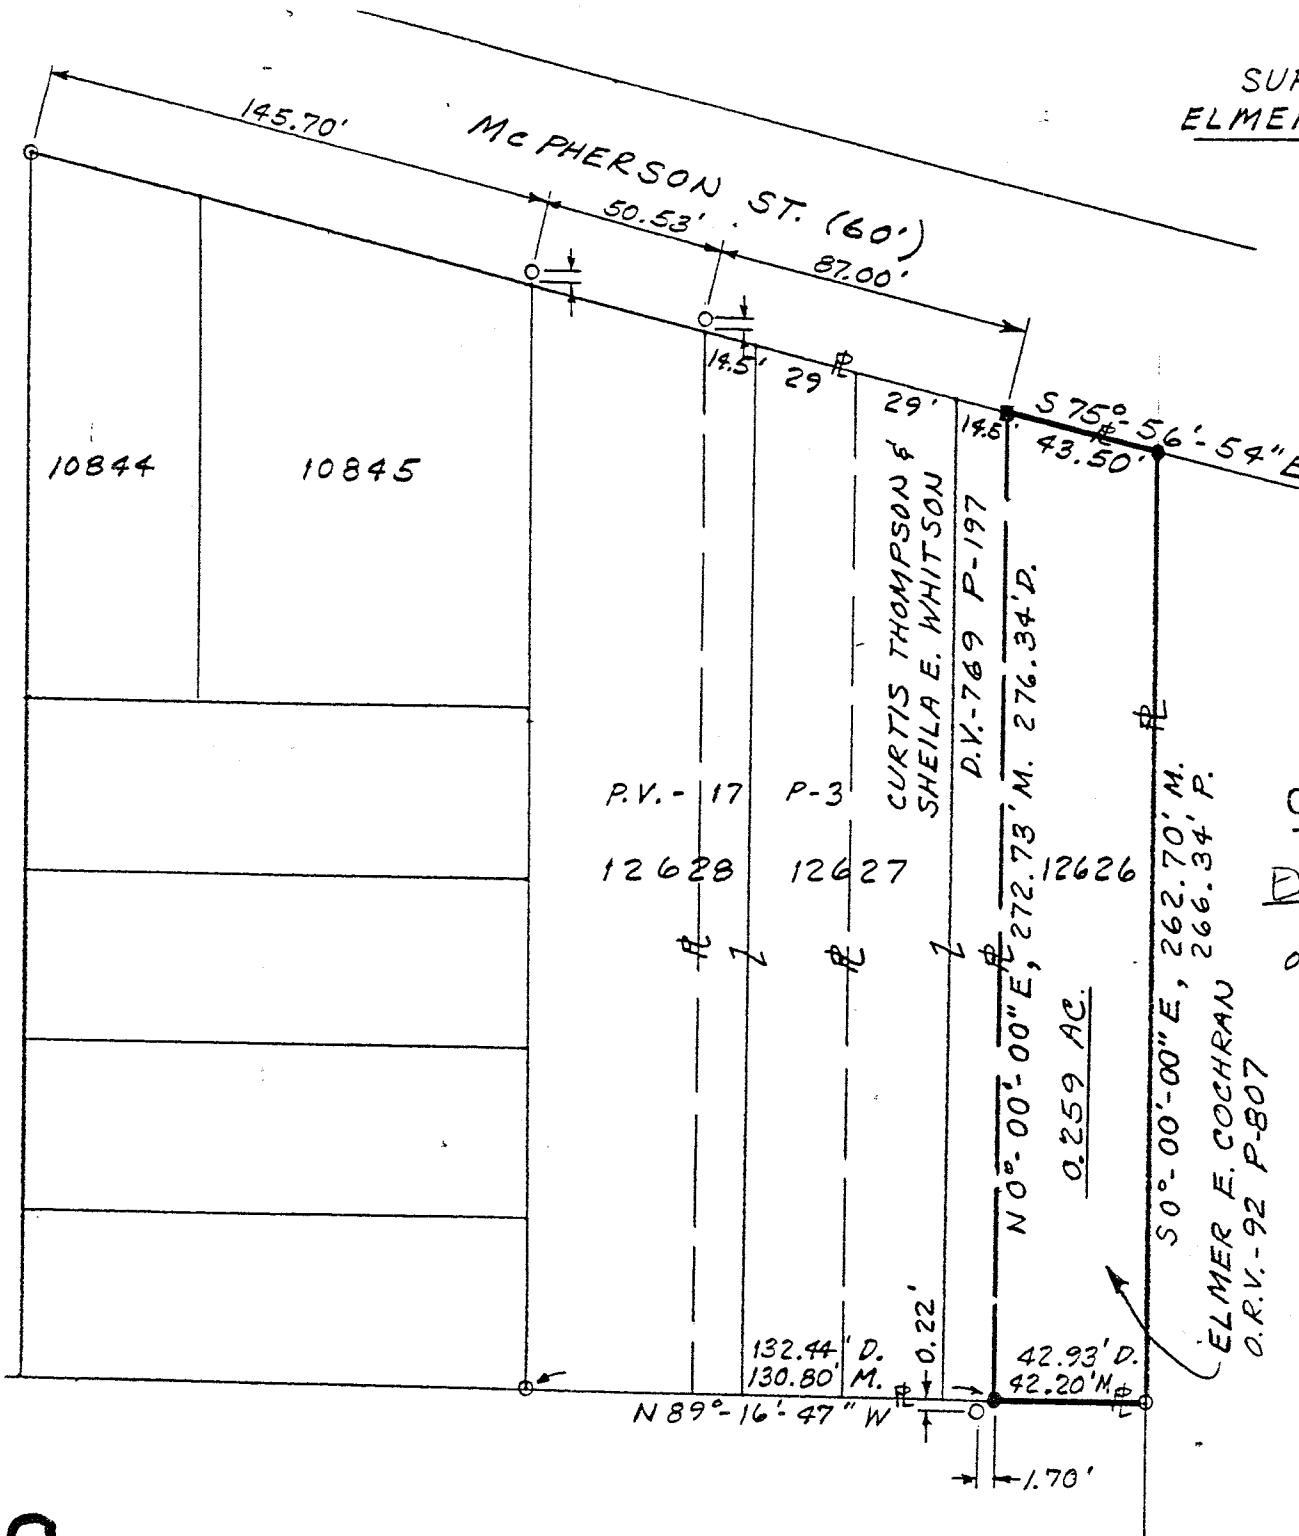 SUR
ELMER
145.70'
McPHERSON ST. (60')
50.53'
87.00'
14.5' 29 ℄
29'
14.5'
S 75°-56'-54" E
43.50'
10844
10845
CURTIS THOMPSON &
SHEILA E. WHITSON
D.V.-769 P-197
N 0°-00'-00" E, 272.73' M. 276.34' D.
P.V.-17 P-3
12628
12627
12626
0.259 AC.
S 0°-00'-00" E, 262.70' M.
266.34' P.
ELMER E. COCHRAN
O.R.V.-92 P-807
132.44' D.
130.80' M.
N 89°-16'-47" W
0.22'
42.93' D.
42.20' M.
1.70'